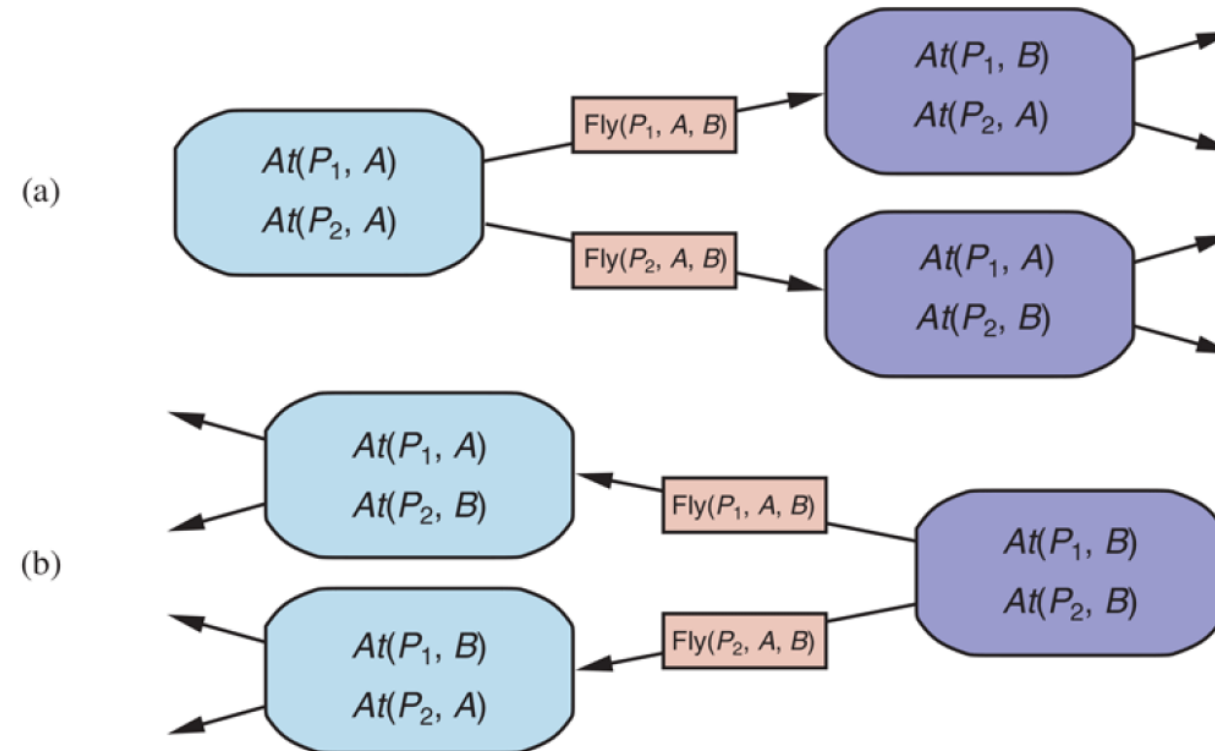 (a)
At(P₁, A)
At(P₂, A)
Fly(P₁, A, B)
Fly(P₂, A, B)
At(P₁, B)
At(P₂, A)
At(P₁, A)
At(P₂, B)
(b)
At(P₁, A)
At(P₂, B)
At(P₁, B)
At(P₂, A)
Fly(P₁, A, B)
Fly(P₂, A, B)
At(P₁, B)
At(P₂, B)